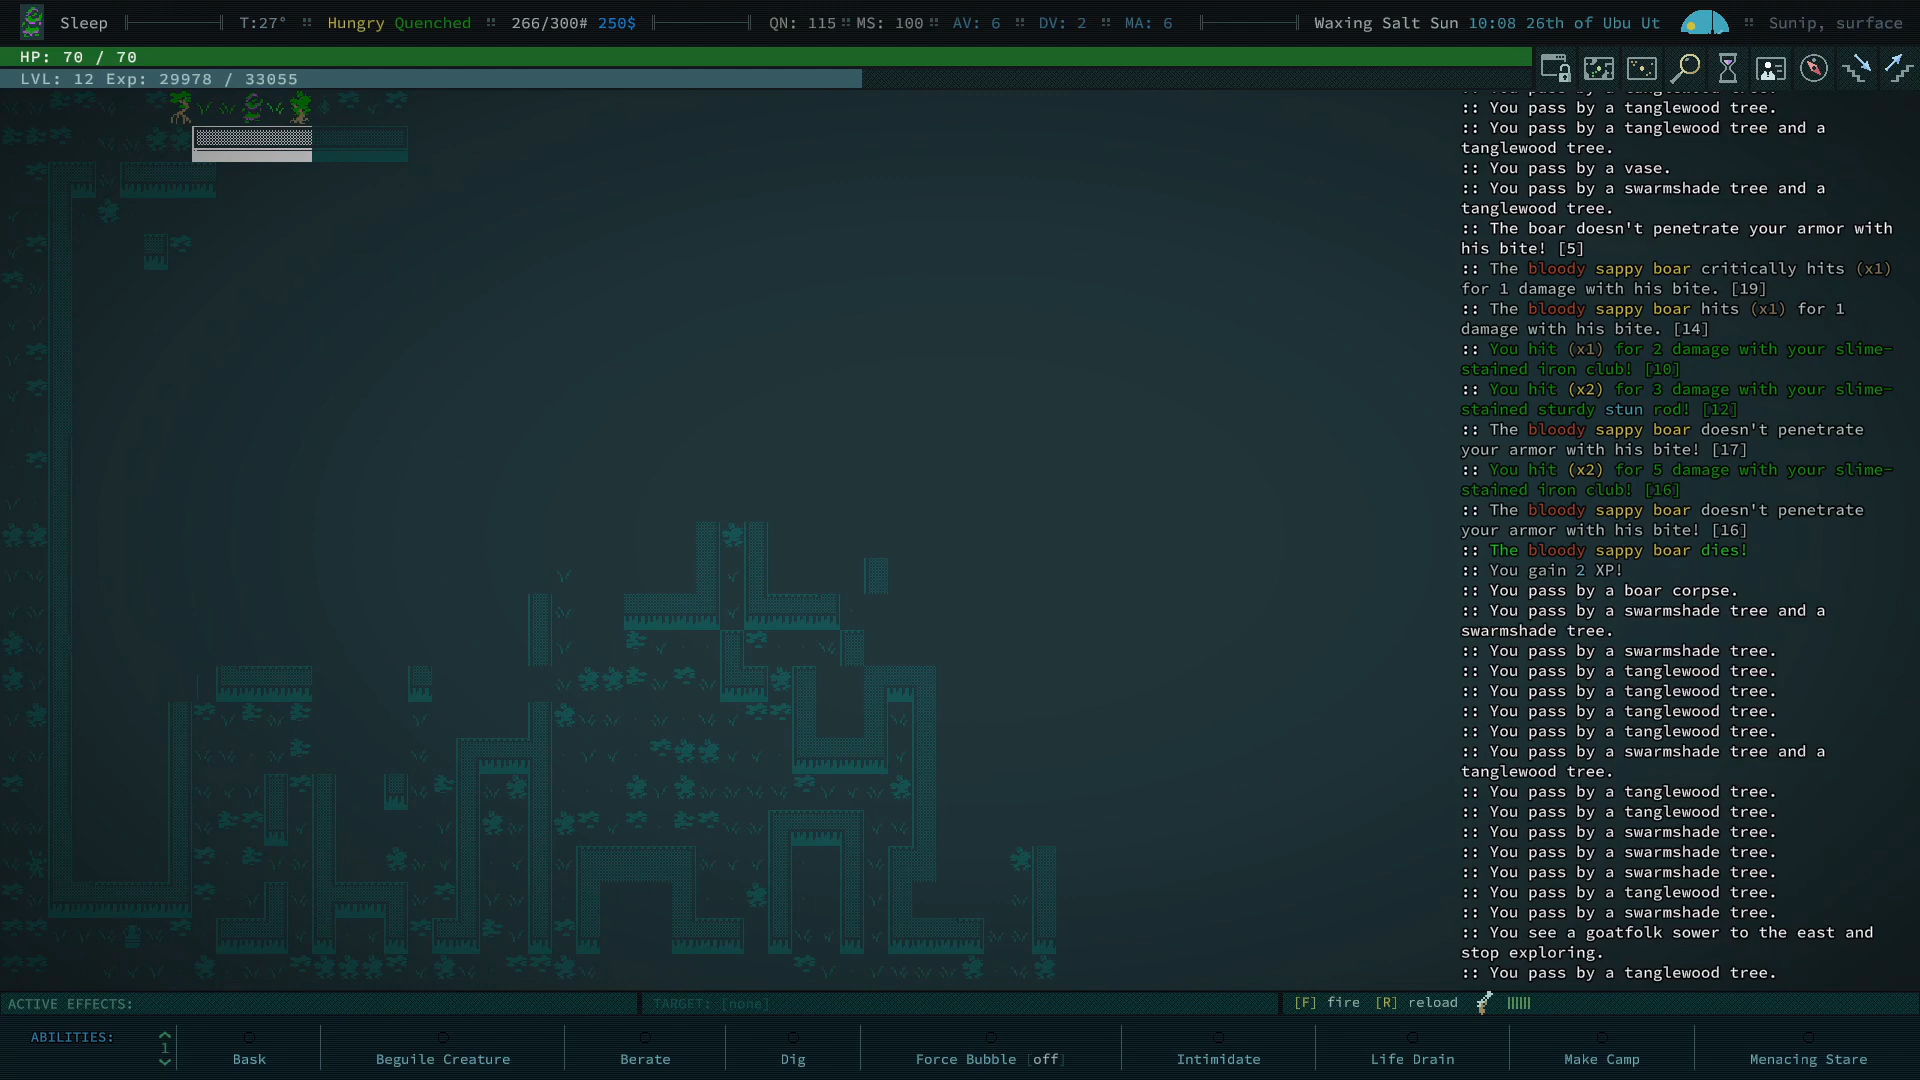 Sleep T:27° :: Hungry Quenched :: 266/300# 250$ QN: 115 :: MS: 100 :: AV: 6 :: DV: 2 :: MA: 6 Waxing Salt Sun 10:08 26th of Ubu Ut :: Sunip, surface
HP: 70 / 70
LVL: 12 Exp: 29978 / 33055
:: You pass by a tanglewood tree.
:: You pass by a tanglewood tree.
:: You pass by a tanglewood tree and a
tanglewood tree.
:: You pass by a vase.
:: You pass by a swarmshade tree and a
tanglewood tree.
:: The boar doesn't penetrate your armor with
his bite! [5]
:: The bloody sappy boar critically hits (x1)
for 1 damage with his bite. [19]
:: The bloody sappy boar hits (x1) for 1
damage with his bite. [14]
:: You hit (x1) for 2 damage with your slime-
stained iron club! [10]
:: You hit (x2) for 3 damage with your slime-
stained sturdy stun rod! [12]
:: The bloody sappy boar doesn't penetrate
your armor with his bite! [17]
:: You hit (x2) for 5 damage with your slime-
stained iron club! [16]
:: The bloody sappy boar doesn't penetrate
your armor with his bite! [16]
:: The bloody sappy boar dies!
:: You gain 2 XP!
:: You pass by a boar corpse.
:: You pass by a swarmshade tree and a
swarmshade tree.
:: You pass by a swarmshade tree.
:: You pass by a tanglewood tree.
:: You pass by a tanglewood tree.
:: You pass by a tanglewood tree.
:: You pass by a tanglewood tree.
:: You pass by a swarmshade tree and a
tanglewood tree.
:: You pass by a tanglewood tree.
:: You pass by a tanglewood tree.
:: You pass by a swarmshade tree.
:: You pass by a swarmshade tree.
:: You pass by a swarmshade tree.
:: You pass by a tanglewood tree.
:: You pass by a swarmshade tree.
:: You see a goatfolk sower to the east and
stop exploring.
:: You pass by a tanglewood tree.
ACTIVE EFFECTS: TARGET: [none] [F] fire [R] reload
ABILITIES: 1 Bask Beguile Creature Berate Dig Force Bubble [off] Intimidate Life Drain Make Camp Menacing Stare